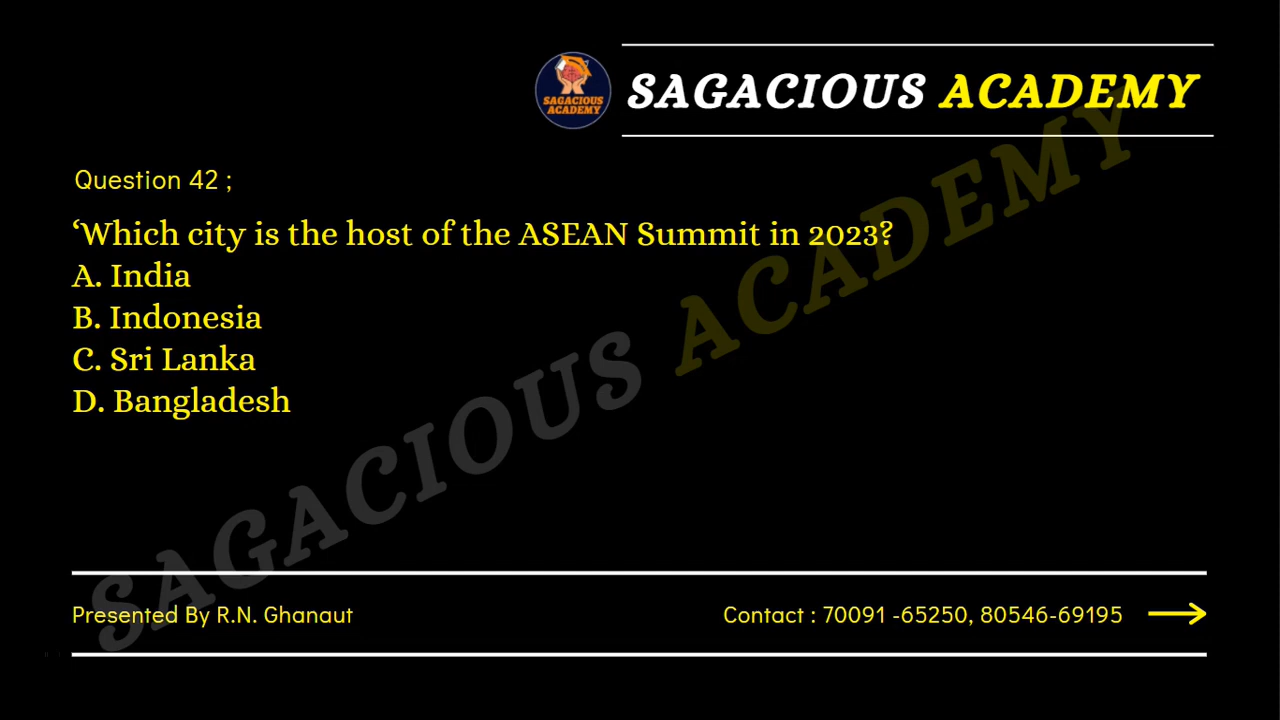 SAGACIOUS
ACADEMY
SAGACIOUS ACADEMY
Question 42 ;
‘Which city is the host of the ASEAN Summit in 2023?
A. India
B. Indonesia
C. Sri Lanka
D. Bangladesh
SAGACIOUS ACADEMY
Presented By R.N. Ghanaut
Contact : 70091 -65250, 80546-69195